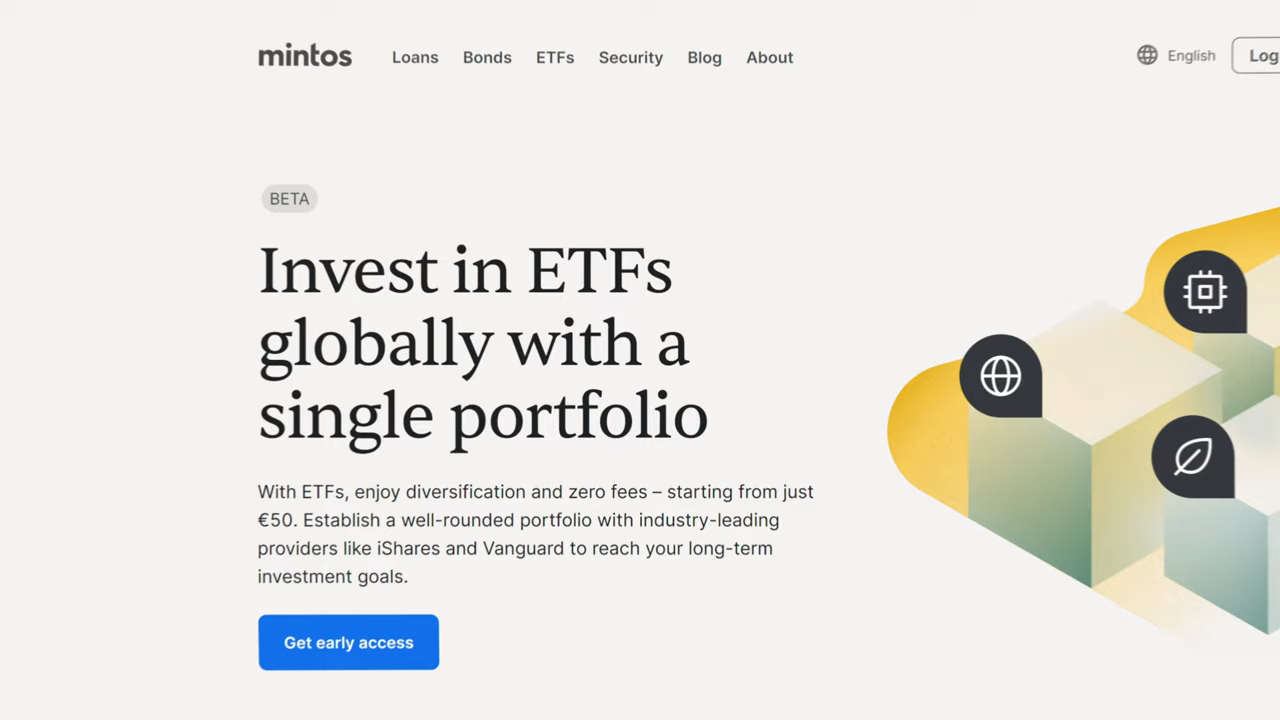 mintos
Loans Bonds ETFs Security Blog About
English
Log
BETA
Invest in ETFs
globally with a
single portfolio
With ETFs, enjoy diversification and zero fees – starting from just
€50. Establish a well-rounded portfolio with industry-leading
providers like iShares and Vanguard to reach your long-term
investment goals.
Get early access